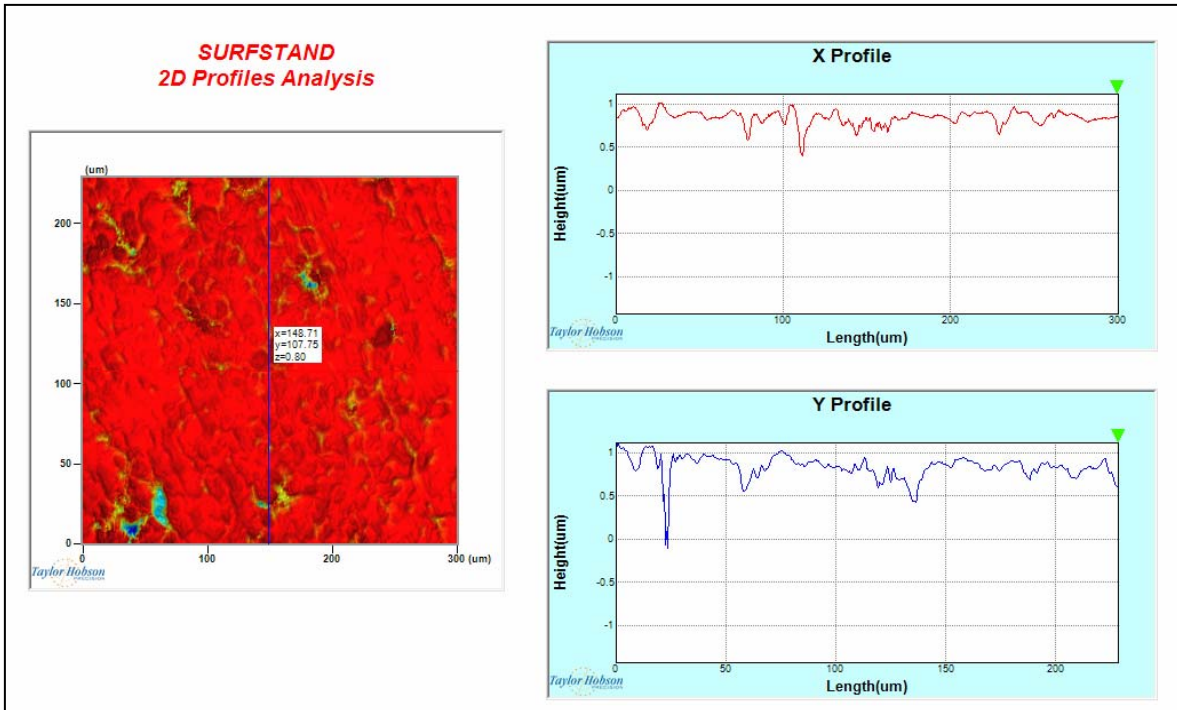 SURFSTAND
2D Profiles Analysis
(um)
200
150
100
50
0
x=148.71
y=107.75
z=0.80
0
100
200
300 (um)
Taylor Hobson
PRECISION
X Profile
Height(um)
1
0.5
0
-0.5
-1
0
100
200
300
Length(um)
Taylor Hobson
PRECISION
Y Profile
Height(um)
1
0.5
0
-0.5
-1
0
50
100
150
200
Length(um)
Taylor Hobson
PRECISION